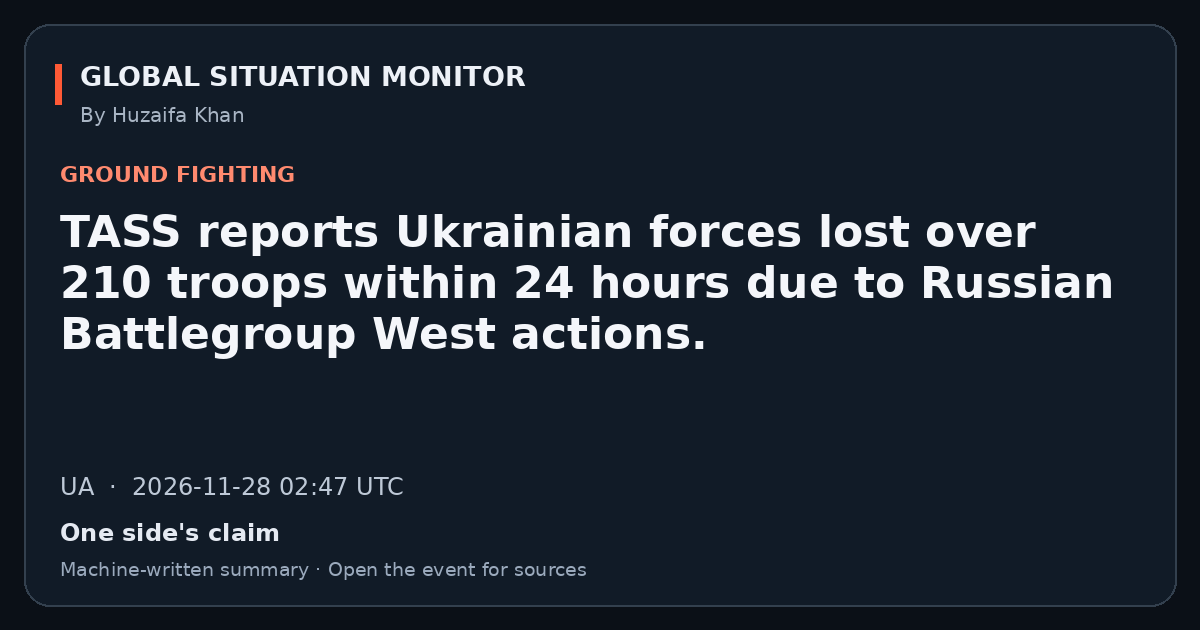 GLOBAL SITUATION MONITOR
By Huzaifa Khan
GROUND FIGHTING
TASS reports Ukrainian forces lost over
210 troops within 24 hours due to Russian
Battlegroup West actions.
UA · 2026-11-28 02:47 UTC
One side's claim
Machine-written summary · Open the event for sources